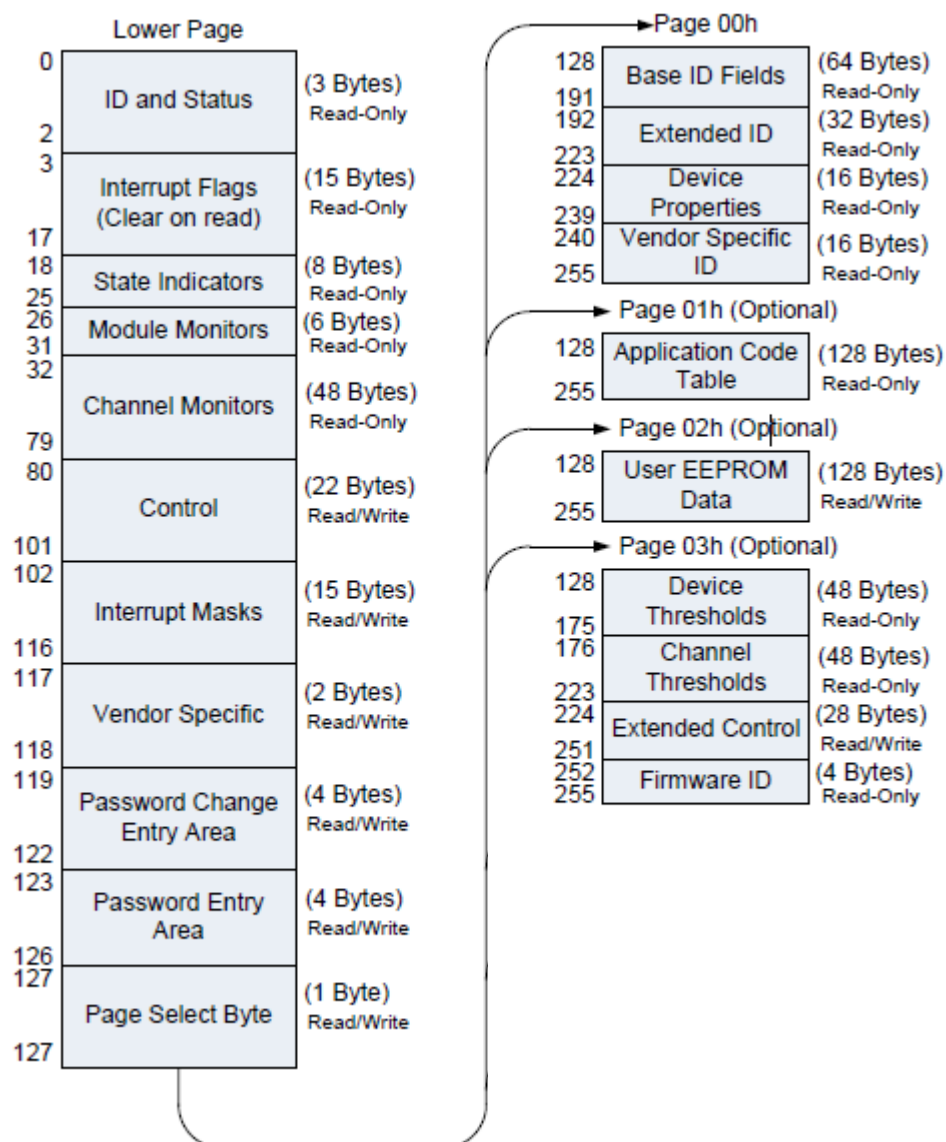 Lower Page
0
ID and Status
(3 Bytes)
Read-Only
2
3
Interrupt Flags
(Clear on read)
(15 Bytes)
Read-Only
17
18
State Indicators
(8 Bytes)
Read-Only
25
26
Module Monitors
(6 Bytes)
Read-Only
31
32
Channel Monitors
(48 Bytes)
Read-Only
79
80
Control
(22 Bytes)
Read/Write
101
102
Interrupt Masks
(15 Bytes)
Read/Write
116
117
Vendor Specific
(2 Bytes)
Read/Write
118
119
Password Change
Entry Area
(4 Bytes)
Read/Write
122
123
Password Entry
Area
(4 Bytes)
Read/Write
126
127
Page Select Byte
(1 Byte)
Read/Write
127
Page 00h
128
Base ID Fields
(64 Bytes)
Read-Only
191
192
Extended ID
(32 Bytes)
Read-Only
223
224
Device
Properties
(16 Bytes)
Read-Only
239
240
Vendor Specific
ID
(16 Bytes)
Read-Only
255
Page 01h (Optional)
128
Application Code
Table
(128 Bytes)
Read-Only
255
Page 02h (Optional)
128
User EEPROM
Data
(128 Bytes)
Read/Write
255
Page 03h (Optional)
128
Device
Thresholds
(48 Bytes)
Read-Only
175
176
Channel
Thresholds
(48 Bytes)
Read-Only
223
224
Extended Control
(28 Bytes)
Read/Write
251
252
Firmware ID
(4 Bytes)
Read-Only
255